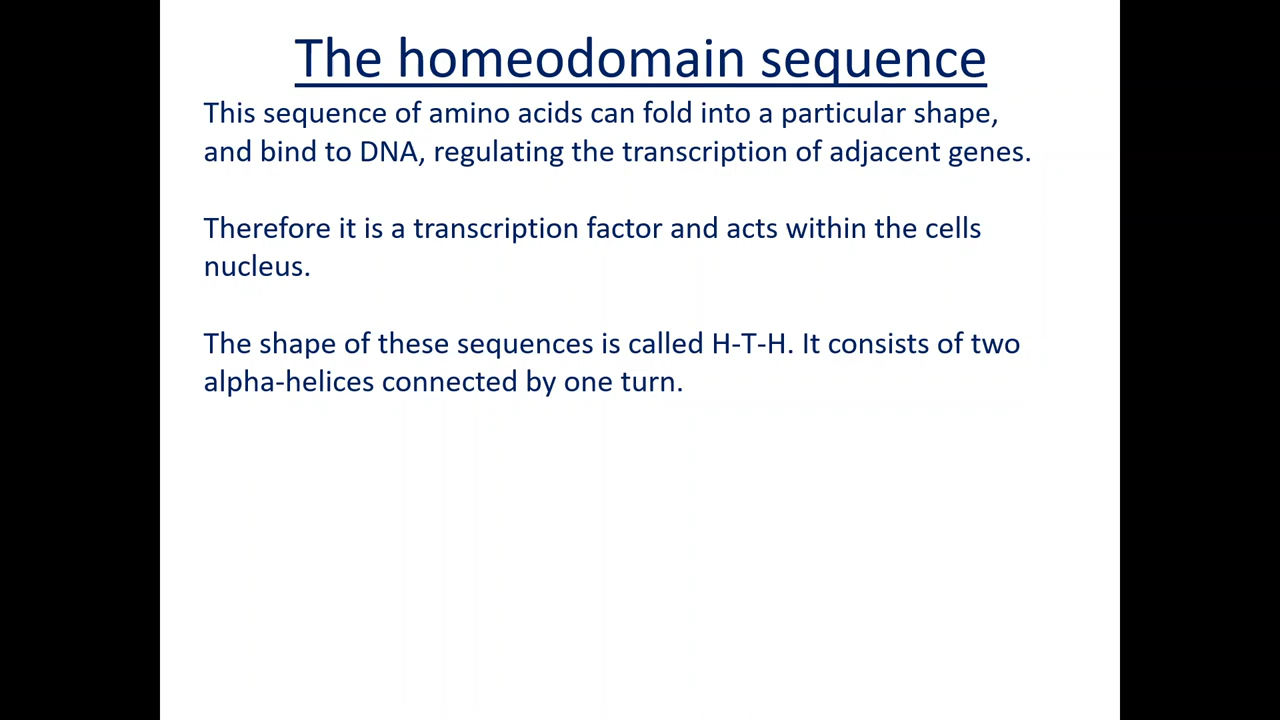 The homeodomain sequence
This sequence of amino acids can fold into a particular shape,
and bind to DNA, regulating the transcription of adjacent genes.
Therefore it is a transcription factor and acts within the cells
nucleus.
The shape of these sequences is called H-T-H. It consists of two
alpha-helices connected by one turn.